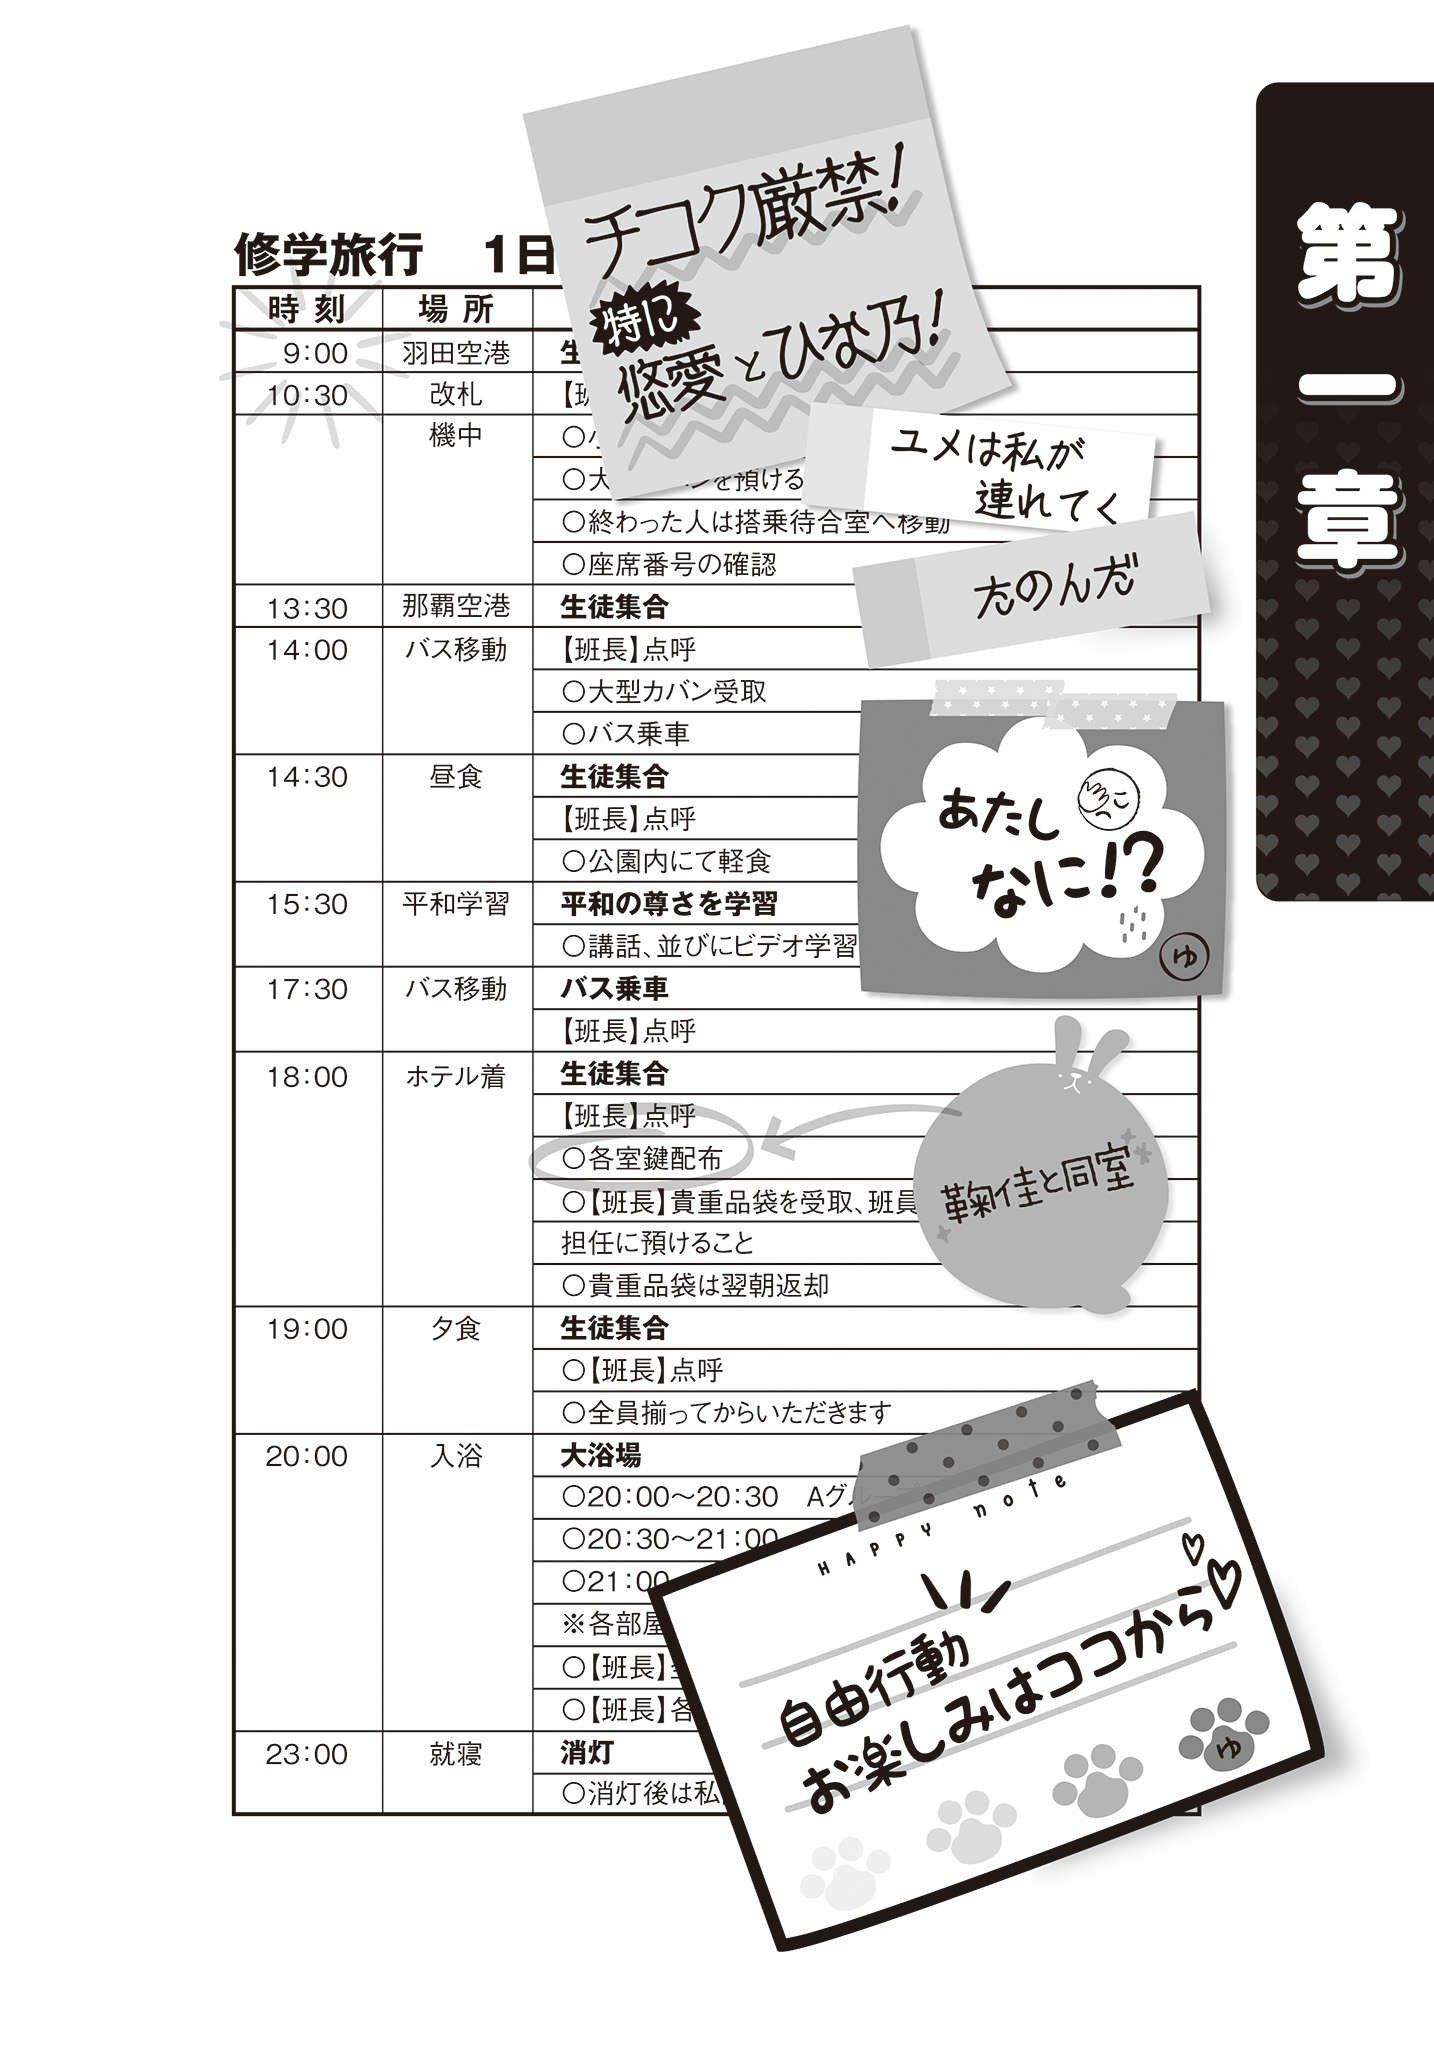 第一章
チコク厳禁!
特に
悠愛とひな乃!
ユメは私が
連れてく
たのんだ
あたし
なに!?
ゆ
鞠佳と同室
HAPPY note
自由行動
お楽しみはココから
ゆ
修学旅行 1日
時刻 場所
9:00 羽田空港 生
10:30 改札 【班
機中 ○小
○大 を預ける
○終わった人は搭乗待合室へ移動
○座席番号の確認
13:30 那覇空港 生徒集合
14:00 バス移動 【班長】点呼
○大型カバン受取
○バス乗車
14:30 昼食 生徒集合
【班長】点呼
○公園内にて軽食
15:30 平和学習 平和の尊さを学習
○講話、並びにビデオ学習
17:30 バス移動 バス乗車
【班長】点呼
18:00 ホテル着 生徒集合
【班長】点呼
○各室鍵配布
○【班長】貴重品袋を受取、班員
担任に預けること
○貴重品袋は翌朝返却
19:00 夕食 生徒集合
○【班長】点呼
○全員揃ってからいただきます
20:00 入浴 大浴場
○20:00〜20:30 Aグループ
○20:30〜21:00
○21:00
※各部屋
○【班長】
○【班長】各
23:00 就寝 消灯
○消灯後は私